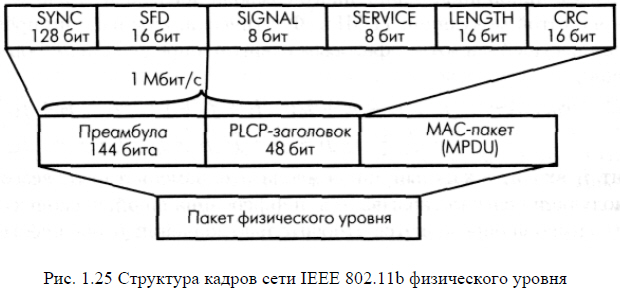 SYNC SFD SIGNAL SERVICE LENGTH CRC
128 бит 16 бит 8 бит 8 бит 16 бит 16 бит
1 Мбит/с
Преамбула PLCP-заголовок MAC-пакет
144 бита 48 бит (MPDU)
Пакет физического уровня
Рис. 1.25 Структура кадров сети IEEE 802.11b физического уровня